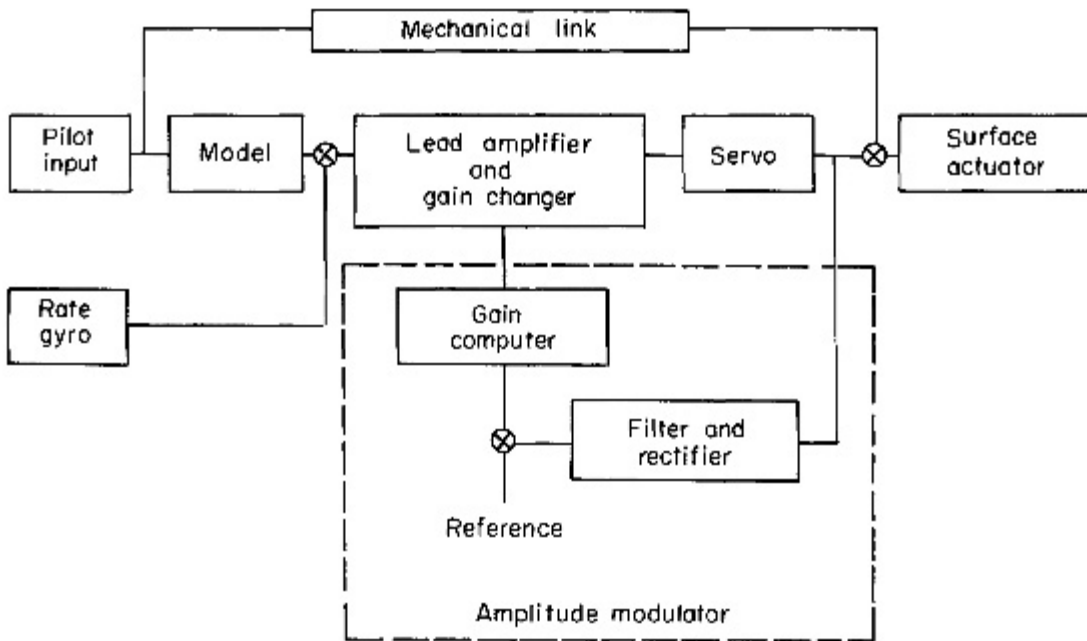 Mechanical link
Pilot
input
Model
Lead amplifier
and
gain changer
Servo
Surface
actuator
Rate
gyro
Gain
computer
Filter and
rectifier
Reference
Amplitude modulator